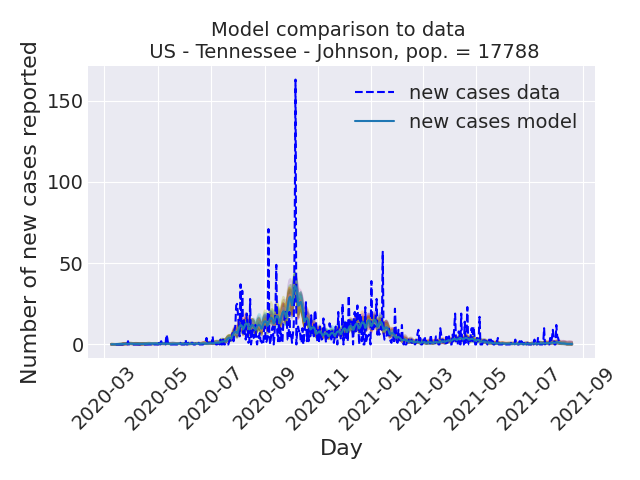 Model comparison to data
US - Tennessee - Johnson, pop. = 17788
Number of new cases reported
150
100
50
0
new cases data
new cases model
2020-03
2020-05
2020-07
2020-09
2020-11
2021-01
2021-03
2021-05
2021-07
2021-09
Day